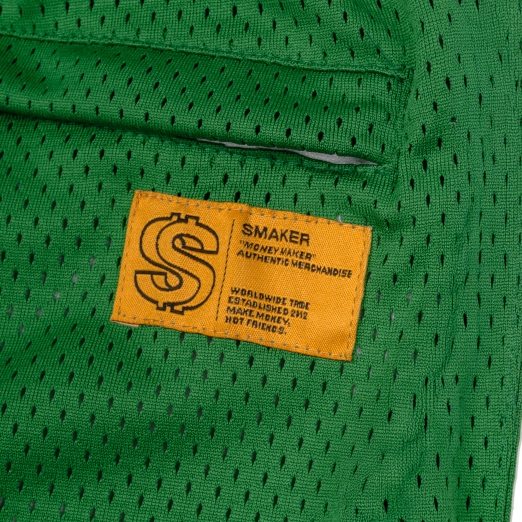 $
SMAKER
"MONEY MAKER"
AUTHENTIC MERCHANDISE
WORLDWIDE TRDE
ESTABLISHED 2012
MAKE MONEY,
NOT FRIENDS.